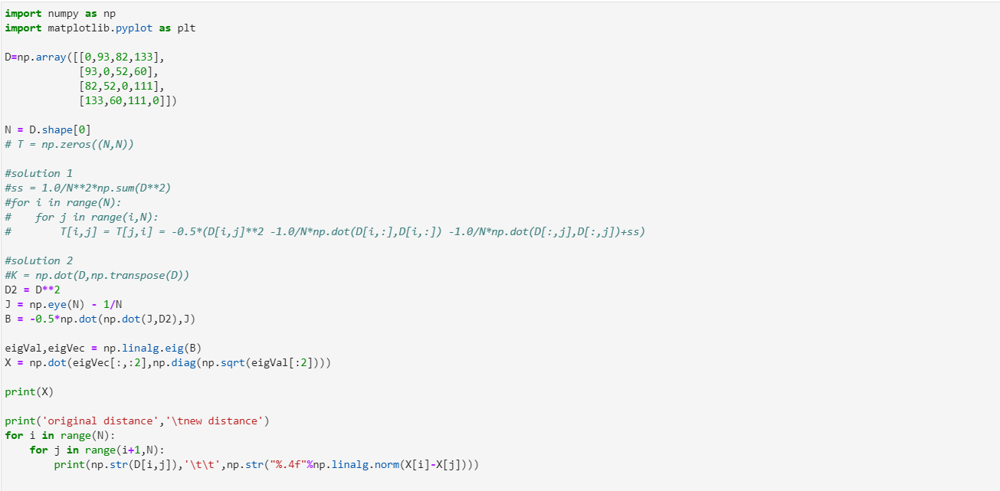 import numpy as np
import matplotlib.pyplot as plt
D=np.array([[0,93,82,133],
[93,0,52,60],
[82,52,0,111],
[133,60,111,0]])
N = D.shape[0]
# T = np.zeros((N,N))
#solution 1
#ss = 1.0/N**2*np.sum(D**2)
#for i in range(N):
#    for j in range(i,N):
#        T[i,j] = T[j,i] = -0.5*(D[i,j]**2 -1.0/N*np.dot(D[i,:],D[i,:]) -1.0/N*np.dot(D[:,j],D[:,j])+ss)
#solution 2
#K = np.dot(D,np.transpose(D))
D2 = D**2
J = np.eye(N) - 1/N
B = -0.5*np.dot(np.dot(J,D2),J)
eigVal,eigVec = np.linalg.eig(B)
X = np.dot(eigVec[:,:2],np.diag(np.sqrt(eigVal[:2])))
print(X)
print('original distance','\tnew distance')
for i in range(N):
    for j in range(i+1,N):
        print(np.str(D[i,j]),'\t\t',np.str("%.4f"%np.linalg.norm(X[i]-X[j])))